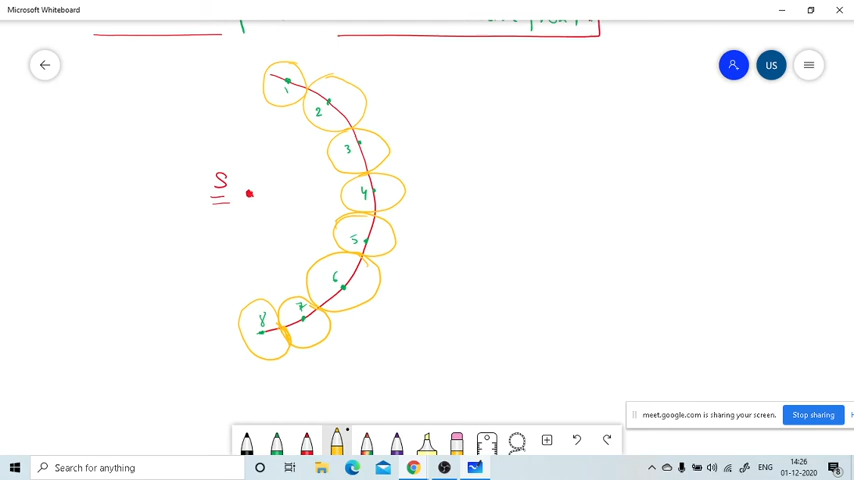 Microsoft Whiteboard
US
1
2
3
S
4
5
6
7
8
meet.google.com is sharing your screen.
Stop sharing
H
Search for anything
ENG
14:26
01-12-2020
8